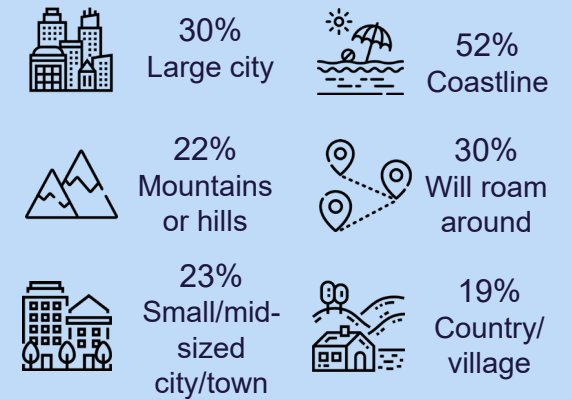 30%
Large city
52%
Coastline
22%
Mountains
or hills
30%
Will roam
around
23%
Small/mid-
sized
city/town
19%
Country/
village